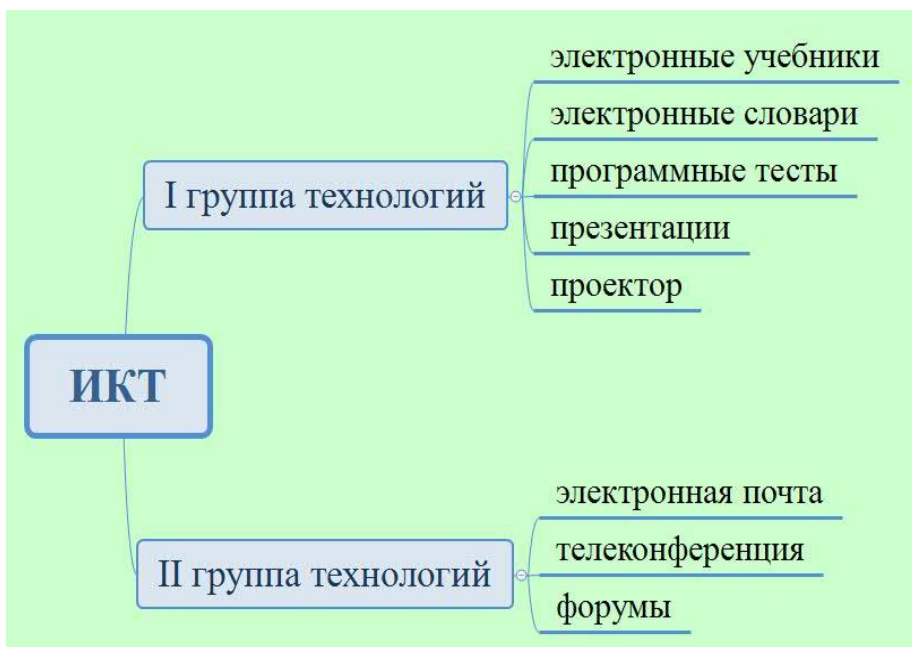 ИКТ
I группа технологий
электронные учебники
электронные словари
программные тесты
презентации
проектор
II группа технологий
электронная почта
телеконференция
форумы